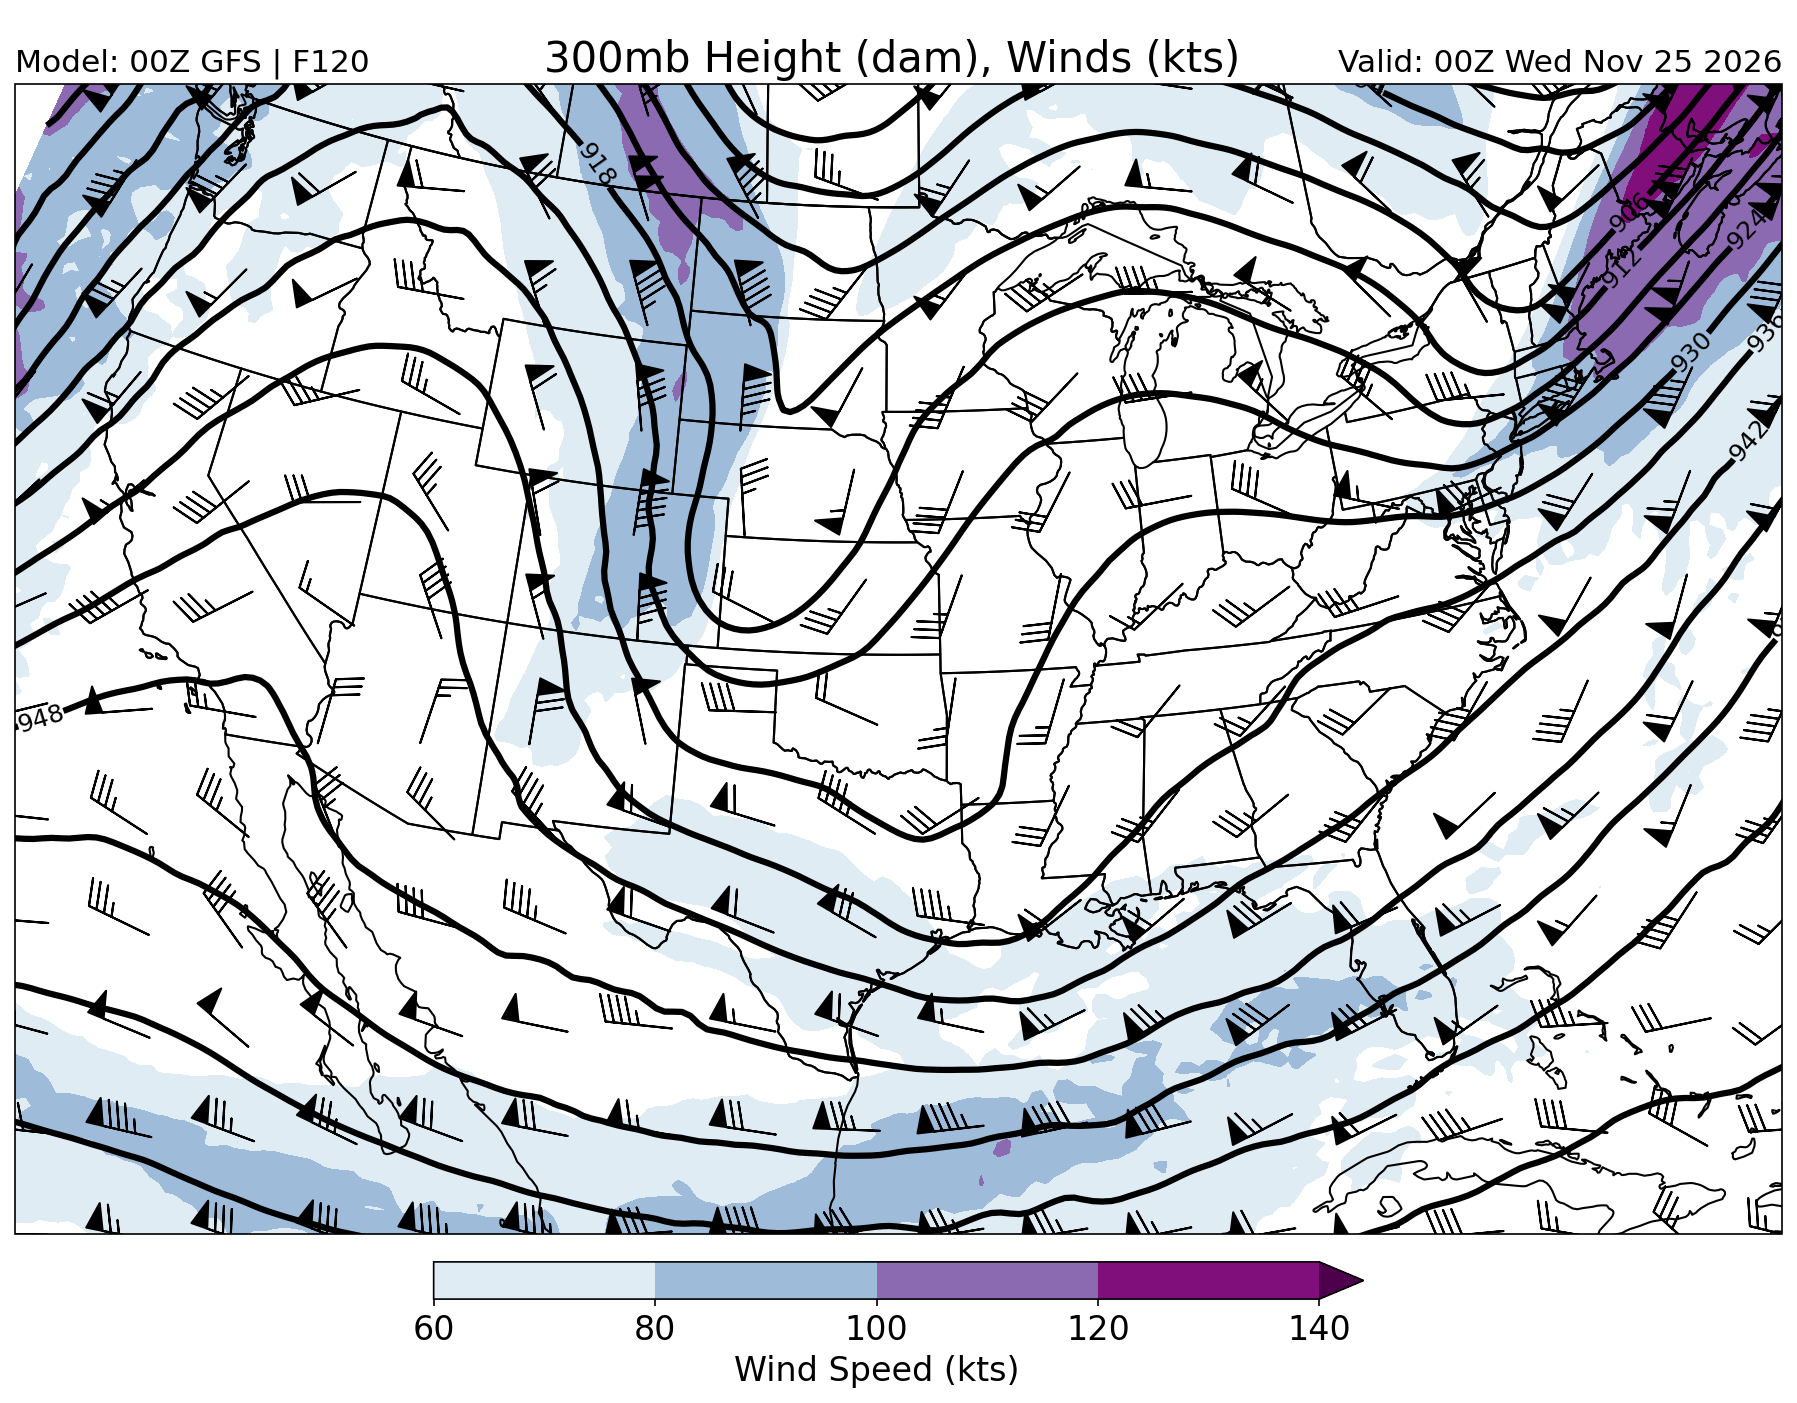 Model: 00Z GFS | F120
300mb Height (dam), Winds (kts)
Valid: 00Z Wed Nov 25 2026
918
906
924
912
930
936
942
948
60 80 100 120 140
Wind Speed (kts)